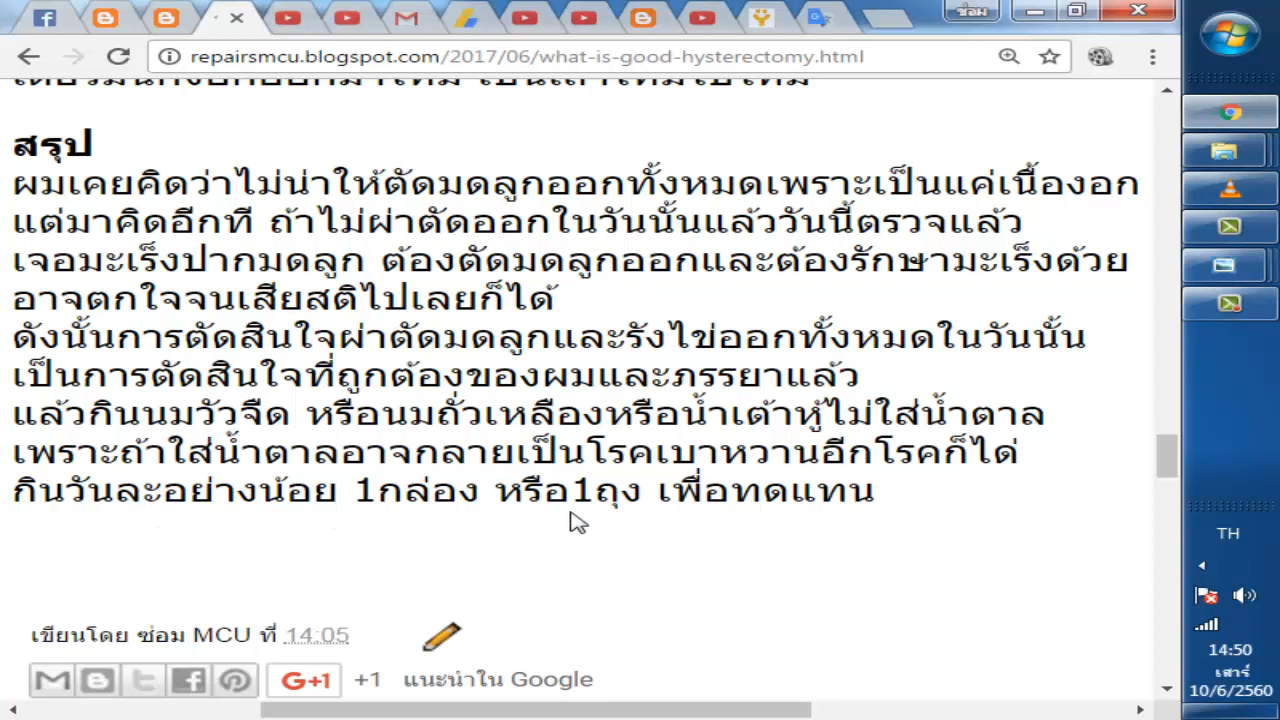 ซ่อม
repairsmcu.blogspot.com/2017/06/what-is-good-hysterectomy.html
สรุป
ผมเคยคิดว่าไม่น่าให้ตัดมดลูกออกทั้งหมดเพราะเป็นแค่เนื้องอก
แต่มาคิดอีกที ถ้าไม่ผ่าตัดออกในวันนั้นแล้ววันนี้ตรวจแล้ว
เจอมะเร็งปากมดลูก ต้องตัดมดลูกออกและต้องรักษามะเร็งด้วย
อาจตกใจจนเสียสติไปเลยก็ได้
ดังนั้นการตัดสินใจผ่าตัดมดลูกและรังไข่ออกทั้งหมดในวันนั้น
เป็นการตัดสินใจที่ถูกต้องของผมและภรรยาแล้ว
แล้วกินนมวัวจืด หรือนมถั่วเหลืองหรือน้ำเต้าหู้ไม่ใส่น้ำตาล
เพราะถ้าใส่น้ำตาลอาจกลายเป็นโรคเบาหวานอีกโรคก็ได่
กินวันละอย่างน้อย 1กล่อง หรือ1ถุง เพื่อทดแทน
เขียนโดย ซ่อม MCU ที่ 14:05
G+1 +1 แนะนำใน Google
TH
14:50
เสาร์
10/6/2560